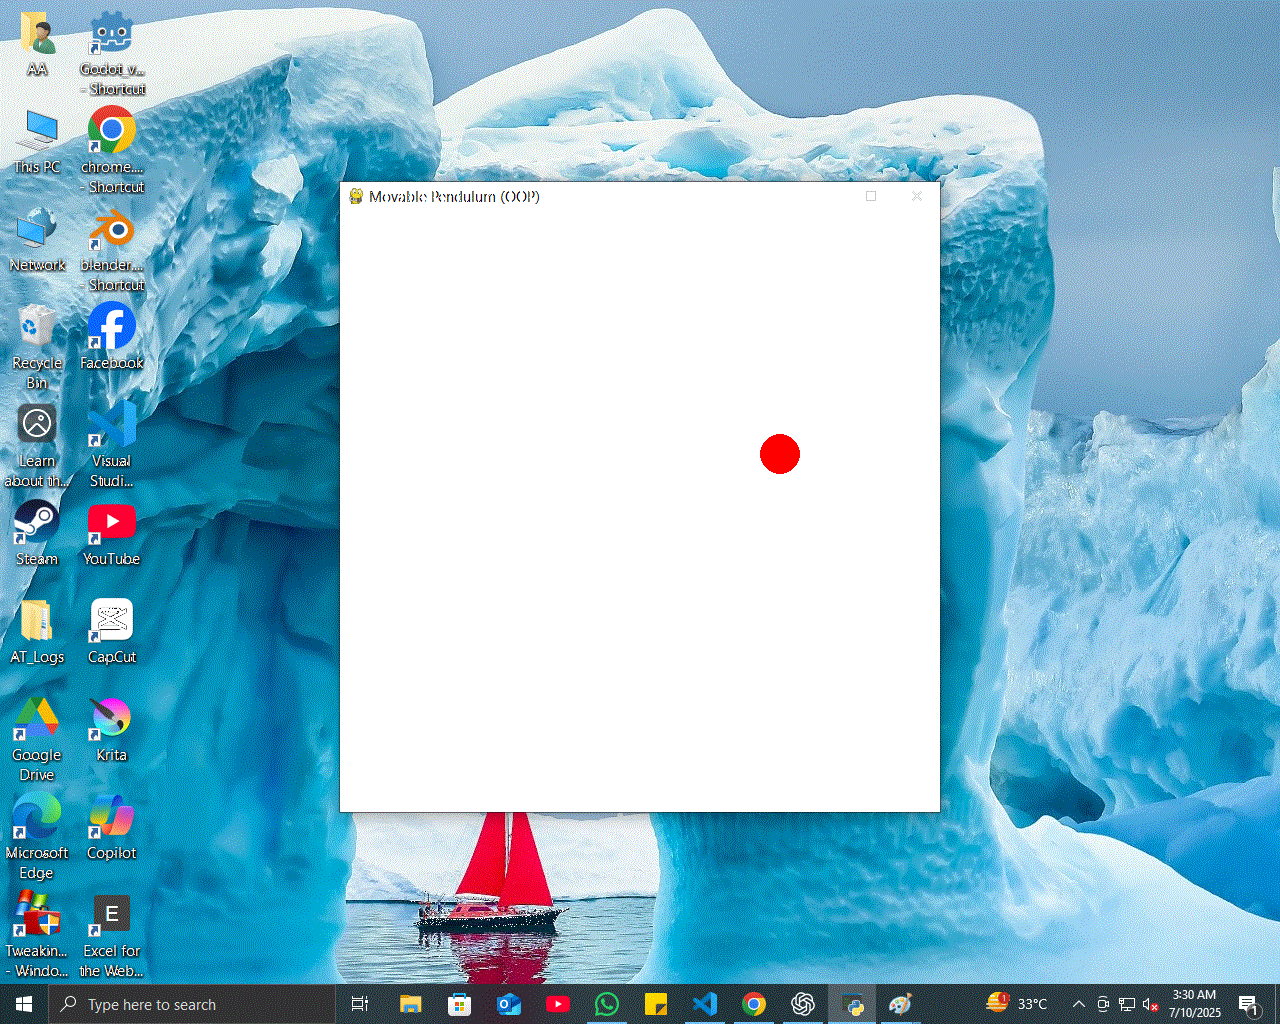 AA
Godot_v...
- Shortcut
This PC
chrome....
- Shortcut
Network
blender....
- Shortcut
Recycle
Bin
Facebook
Learn
about th...
Visual
Studi...
Steam
YouTube
AT_Logs
CapCut
Google
Drive
Krita
Microsoft
Edge
Copilot
Tweakin...
- Windo...
E
Excel for
the Web...
Movable Pendulum (OOP)
Type here to search
1
33°C
3:30 AM
7/10/2025
1